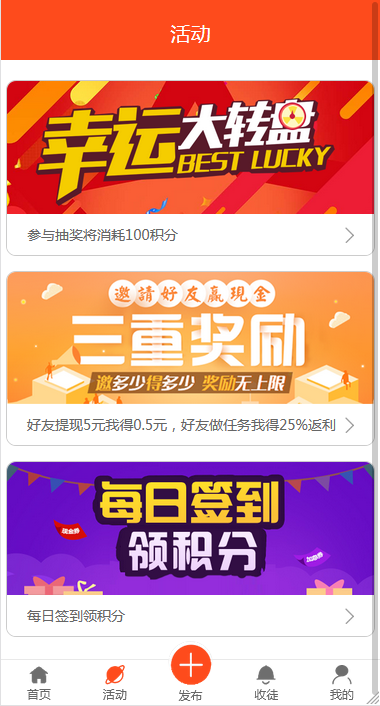 活动
幸运大转盘
BEST LUCKY
参与抽奖将消耗100积分
邀請好友贏現金
三重奖励
邀多少得多少 奖励无上限
好友提现5元我得0.5元，好友做任务我得25%返利
每日签到
领积分
每日签到领积分
首页
活动
发布
收徒
我的